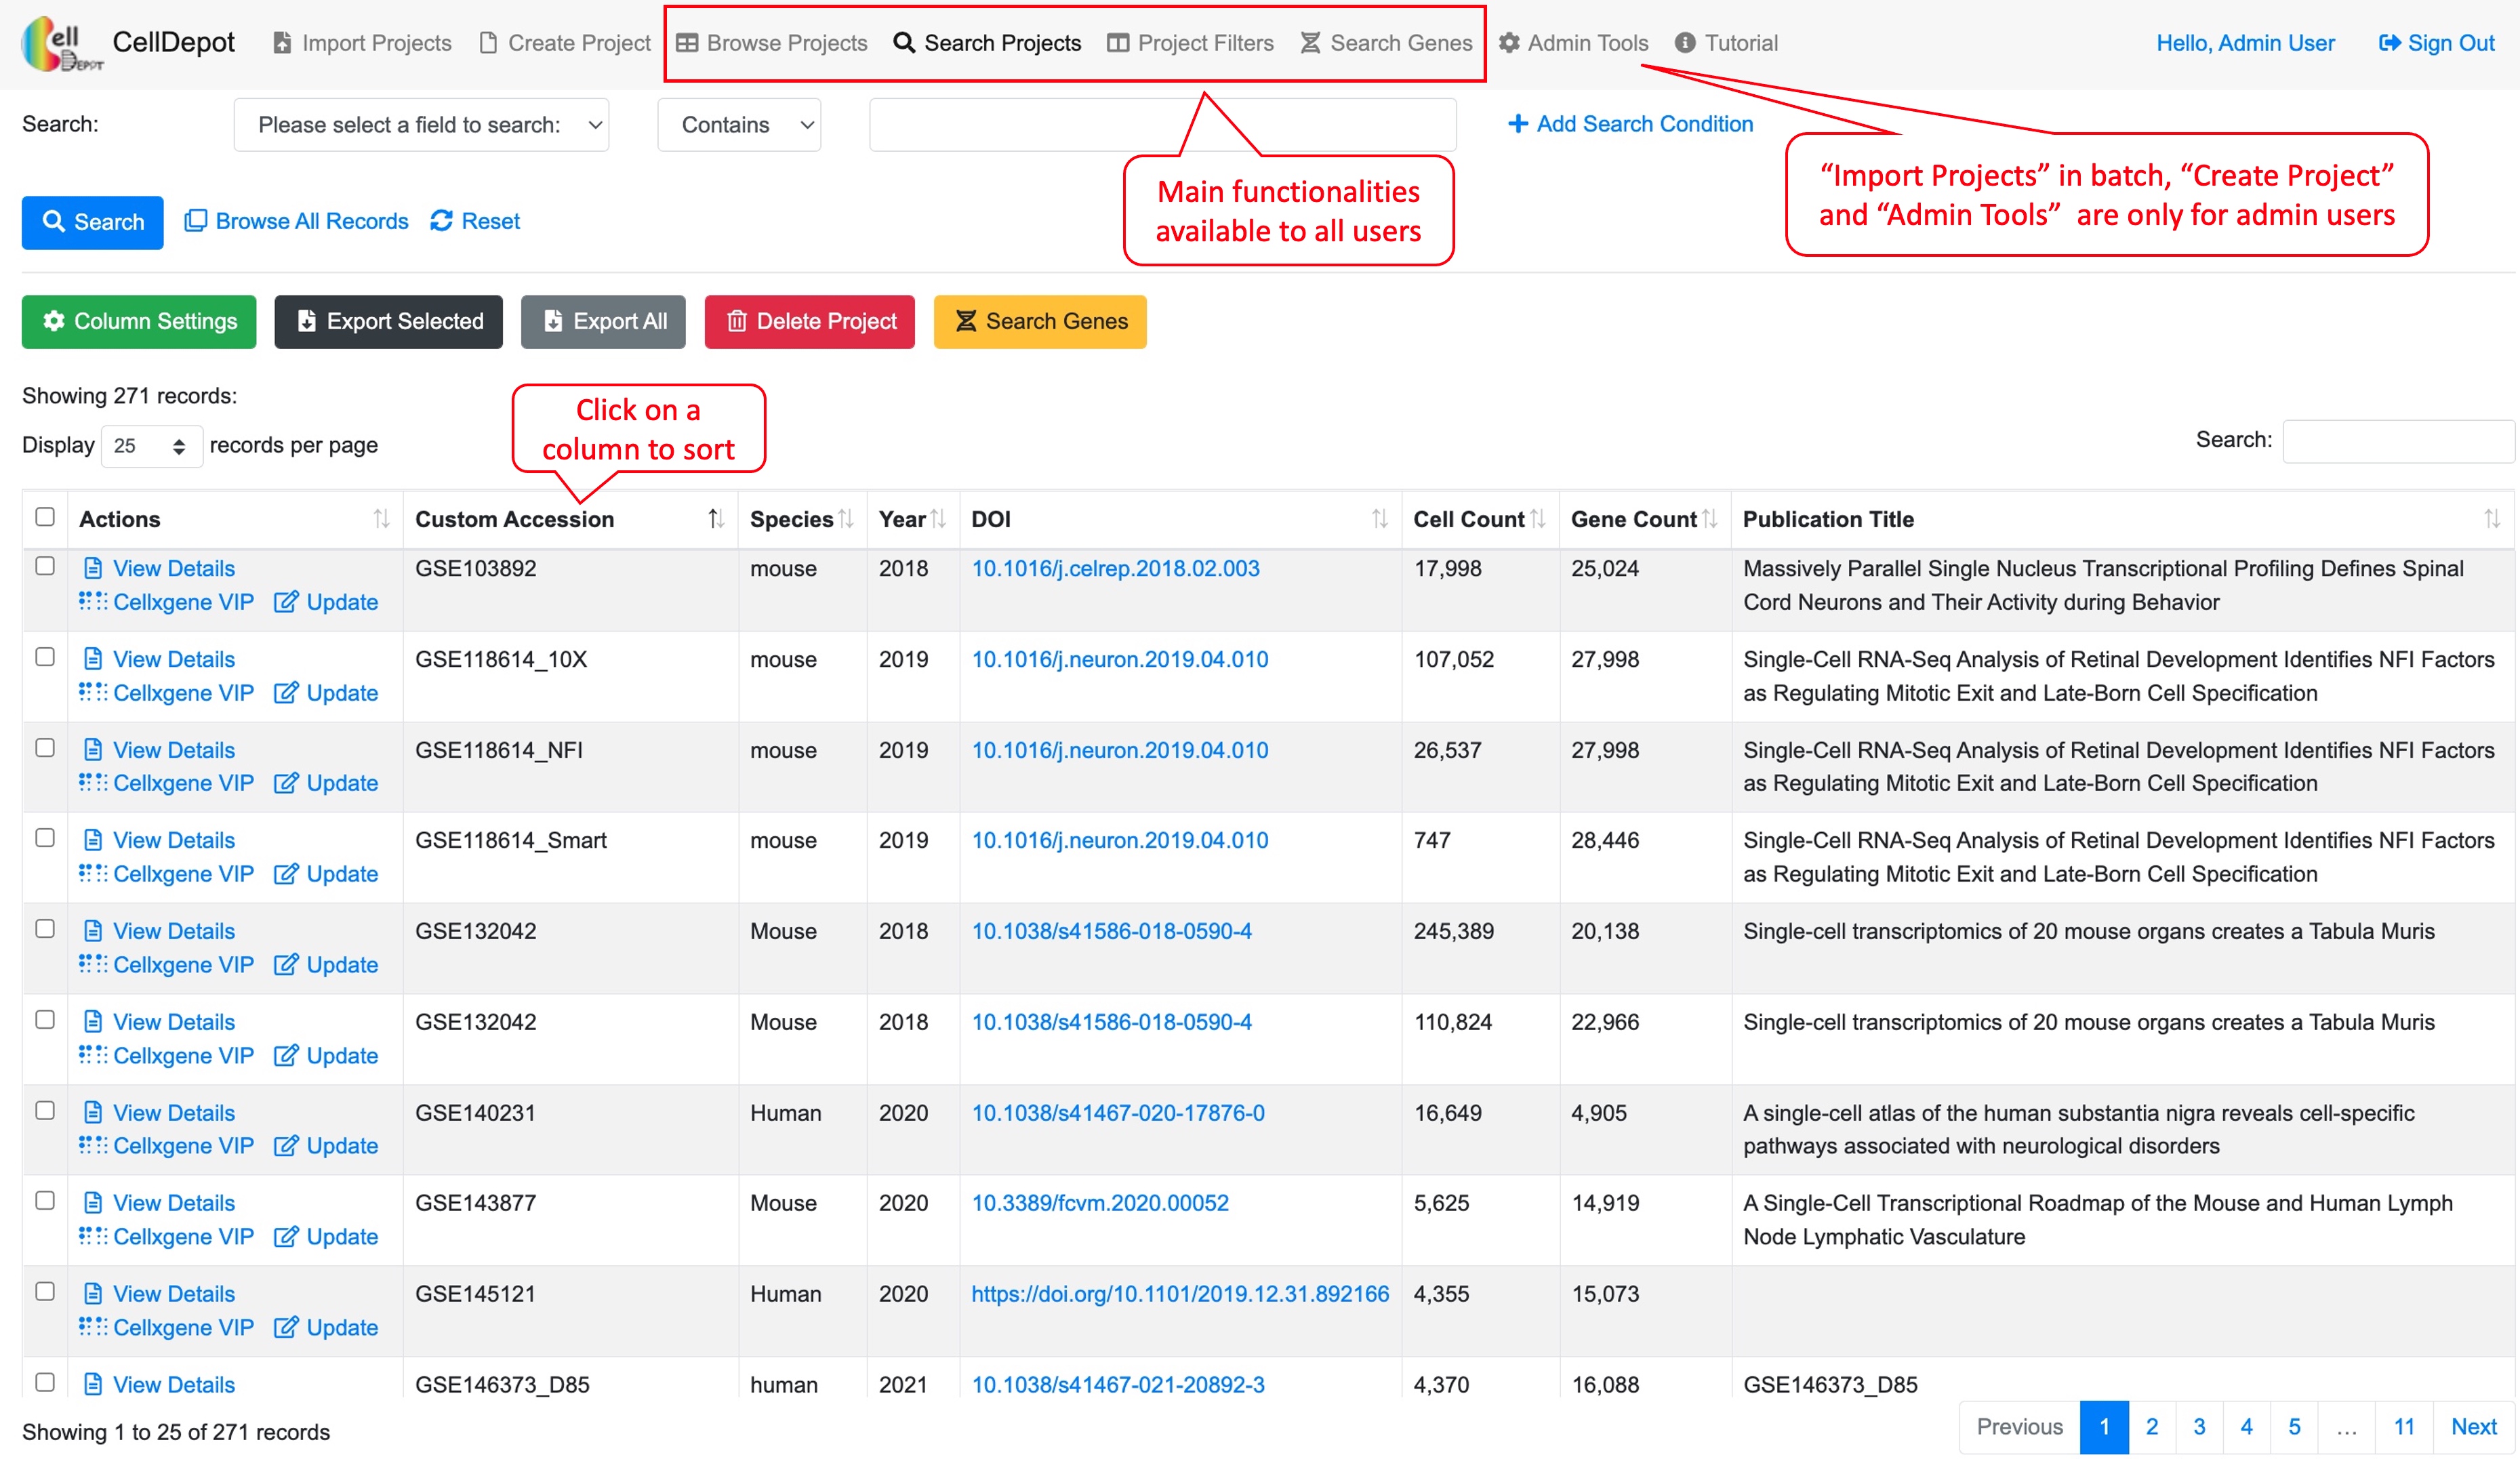 Cell DEPOT CellDepot Import Projects Create Project Browse Projects Search Projects Project Filters Search Genes Admin Tools Tutorial Hello, Admin User Sign Out
Search: Please select a field to search: Contains Add Search Condition
Main functionalities
available to all users
“Import Projects” in batch, “Create Project”
and “Admin Tools” are only for admin users
Search Browse All Records Reset
Column Settings Export Selected Export All Delete Project Search Genes
Showing 271 records:
Click on a
column to sort
Display 25 records per page Search:
Actions Custom Accession Species Year DOI Cell Count Gene Count Publication Title
View Details GSE103892 mouse 2018 10.1016/j.celrep.2018.02.003 17,998 25,024 Massively Parallel Single Nucleus Transcriptional Profiling Defines Spinal
Cellxgene VIP Update Cord Neurons and Their Activity during Behavior
View Details GSE118614_10X mouse 2019 10.1016/j.neuron.2019.04.010 107,052 27,998 Single-Cell RNA-Seq Analysis of Retinal Development Identifies NFI Factors
Cellxgene VIP Update as Regulating Mitotic Exit and Late-Born Cell Specification
View Details GSE118614_NFI mouse 2019 10.1016/j.neuron.2019.04.010 26,537 27,998 Single-Cell RNA-Seq Analysis of Retinal Development Identifies NFI Factors
Cellxgene VIP Update as Regulating Mitotic Exit and Late-Born Cell Specification
View Details GSE118614_Smart mouse 2019 10.1016/j.neuron.2019.04.010 747 28,446 Single-Cell RNA-Seq Analysis of Retinal Development Identifies NFI Factors
Cellxgene VIP Update as Regulating Mitotic Exit and Late-Born Cell Specification
View Details GSE132042 Mouse 2018 10.1038/s41586-018-0590-4 245,389 20,138 Single-cell transcriptomics of 20 mouse organs creates a Tabula Muris
Cellxgene VIP Update
View Details GSE132042 Mouse 2018 10.1038/s41586-018-0590-4 110,824 22,966 Single-cell transcriptomics of 20 mouse organs creates a Tabula Muris
Cellxgene VIP Update
View Details GSE140231 Human 2020 10.1038/s41467-020-17876-0 16,649 4,905 A single-cell atlas of the human substantia nigra reveals cell-specific
Cellxgene VIP Update pathways associated with neurological disorders
View Details GSE143877 Mouse 2020 10.3389/fcvm.2020.00052 5,625 14,919 A Single-Cell Transcriptional Roadmap of the Mouse and Human Lymph
Cellxgene VIP Update Node Lymphatic Vasculature
View Details GSE145121 Human 2020 https://doi.org/10.1101/2019.12.31.892166 4,355 15,073
Cellxgene VIP Update
View Details GSE146373_D85 human 2021 10.1038/s41467-021-20892-3 4,370 16,088 GSE146373_D85
Showing 1 to 25 of 271 records Previous 1 2 3 4 5 … 11 Next